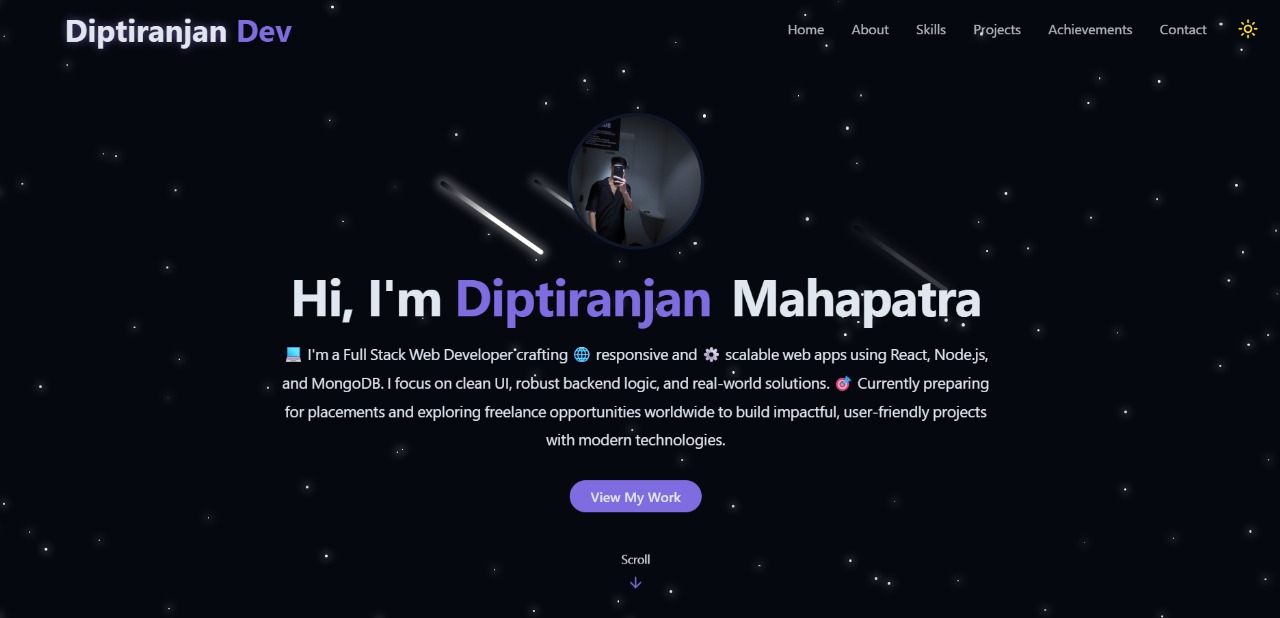 Diptiranjan Dev
Home About Skills Projects Achievements Contact
Hi, I'm Diptiranjan Mahapatra
💻 I'm a Full Stack Web Developer crafting 🌐 responsive and ⚙️ scalable web apps using React, Node.js,
and MongoDB. I focus on clean UI, robust backend logic, and real-world solutions. 🎯 Currently preparing
for placements and exploring freelance opportunities worldwide to build impactful, user-friendly projects
with modern technologies.
View My Work
Scroll